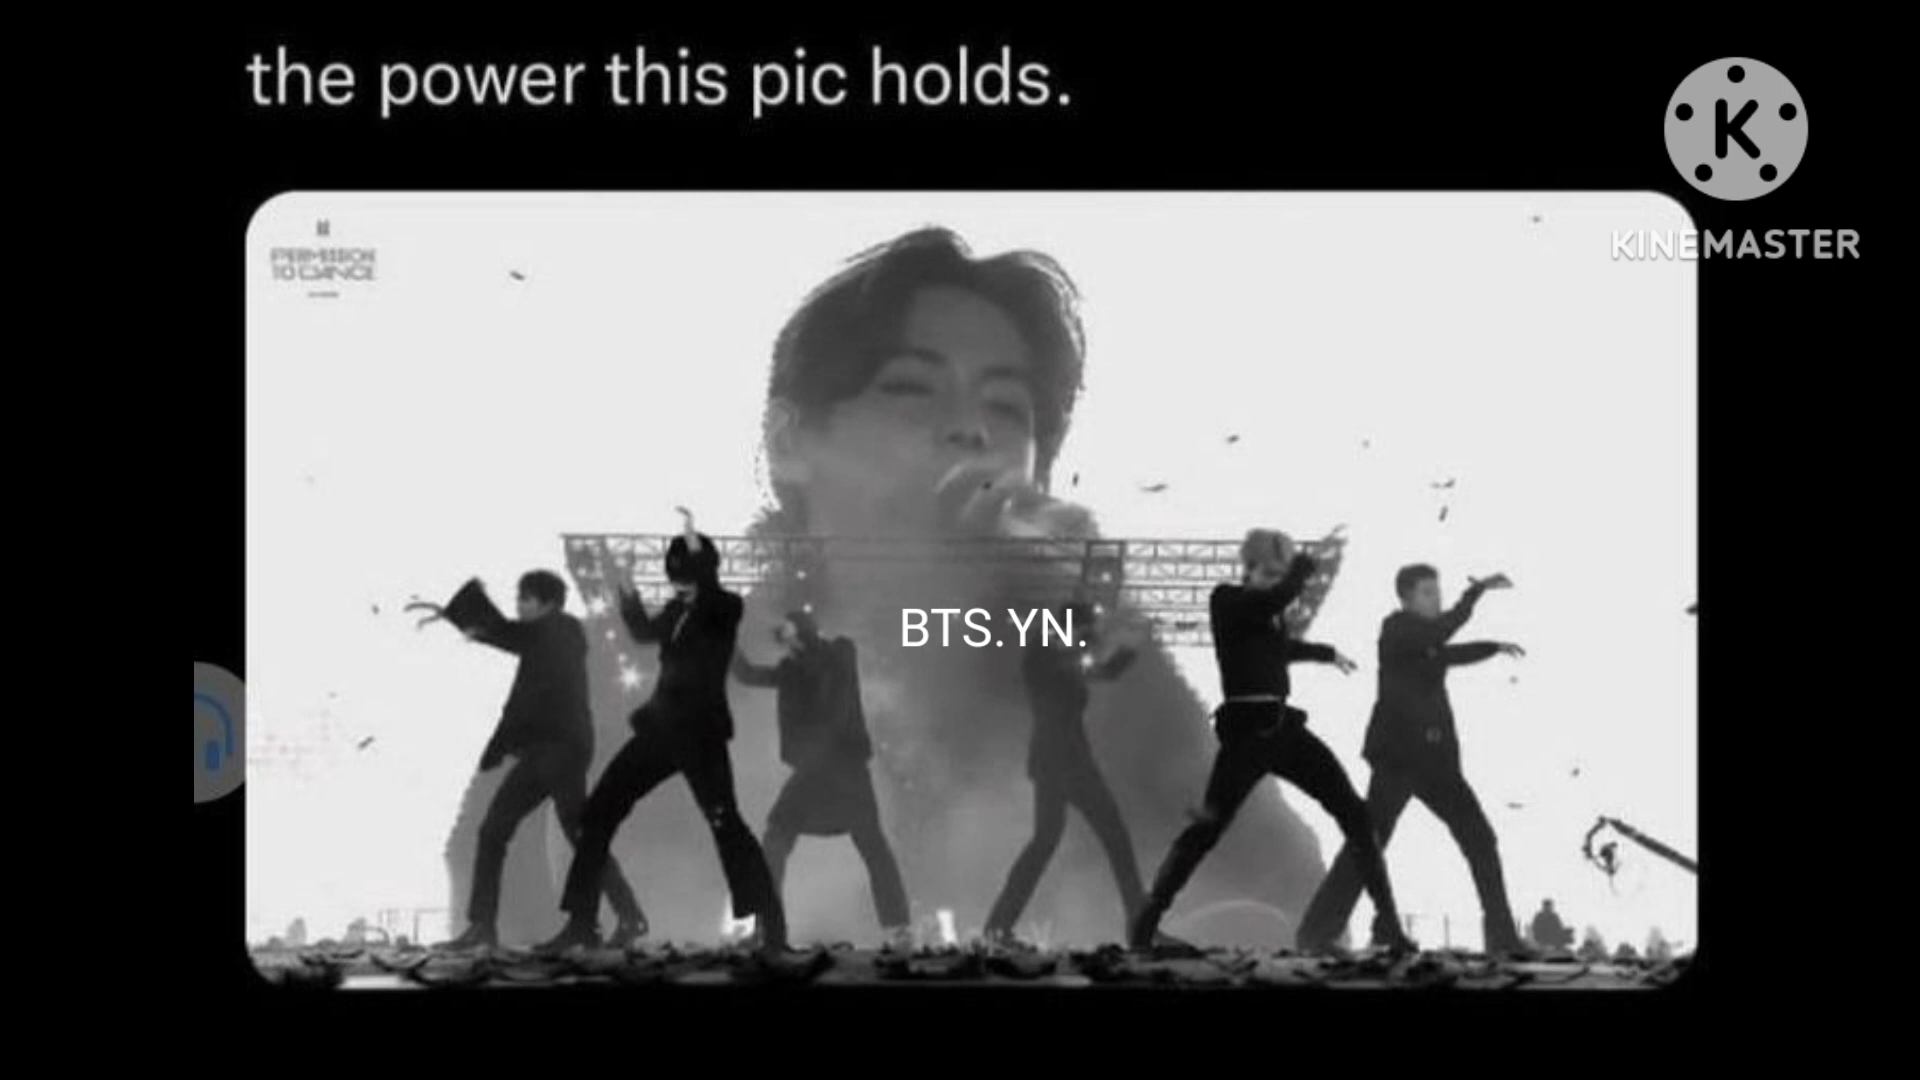 the power this pic holds.
KINEMASTER
PERMISSION
TO DANCE
BTS.YN.